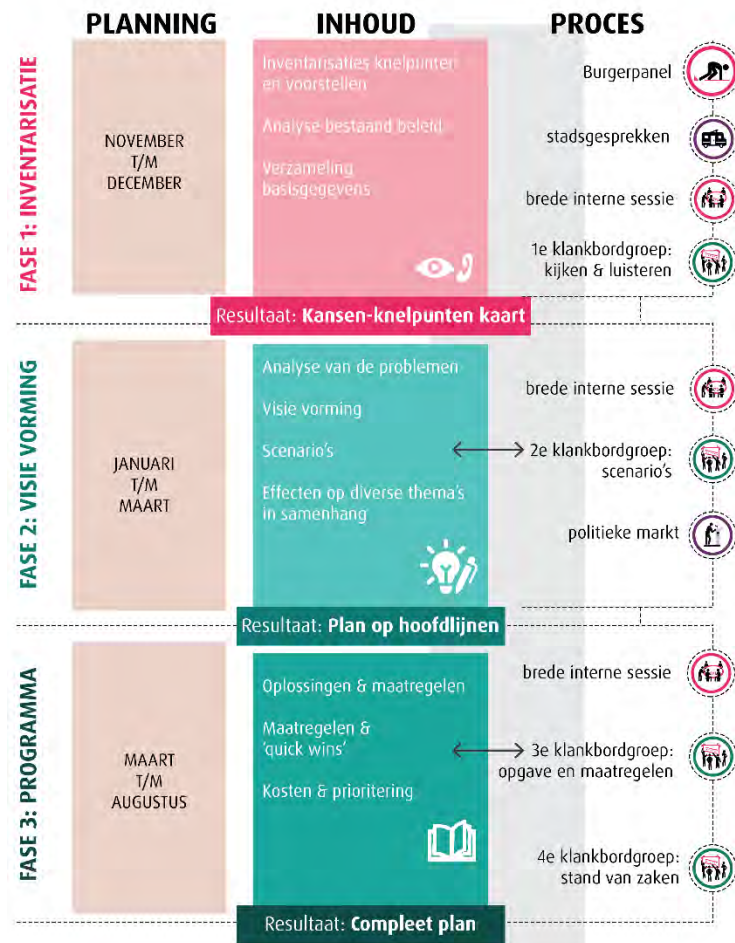 PLANNING
INHOUD
PROCES
FASE 1: INVENTARISATIE
NOVEMBER
T/M
DECEMBER
Inventarisaties knelpunten
en voorstellen
Analyse bestaand beleid
Verzameling
basisgegevens
Burgerpanel
stadsgesprekken
brede interne sessie
1e klankbordgroep:
kijken & luisteren
Resultaat: Kansen-knelpunten kaart
FASE 2: VISIE VORMING
JANUARI
T/M
MAART
Analyse van de problemen
Visie vorming
Scenario's
Effecten op diverse thema's
in samenhang
brede interne sessie
2e klankbordgroep:
scenario's
politieke markt
Resultaat: Plan op hoofdlijnen
FASE 3: PROGRAMMA
MAART
T/M
AUGUSTUS
Oplossingen & maatregelen
Maatregelen &
'quick wins'
Kosten & prioritering
brede interne sessie
3e klankbordgroep:
opgave en maatregelen
4e klankbordgroep:
stand van zaken
Resultaat: Compleet plan